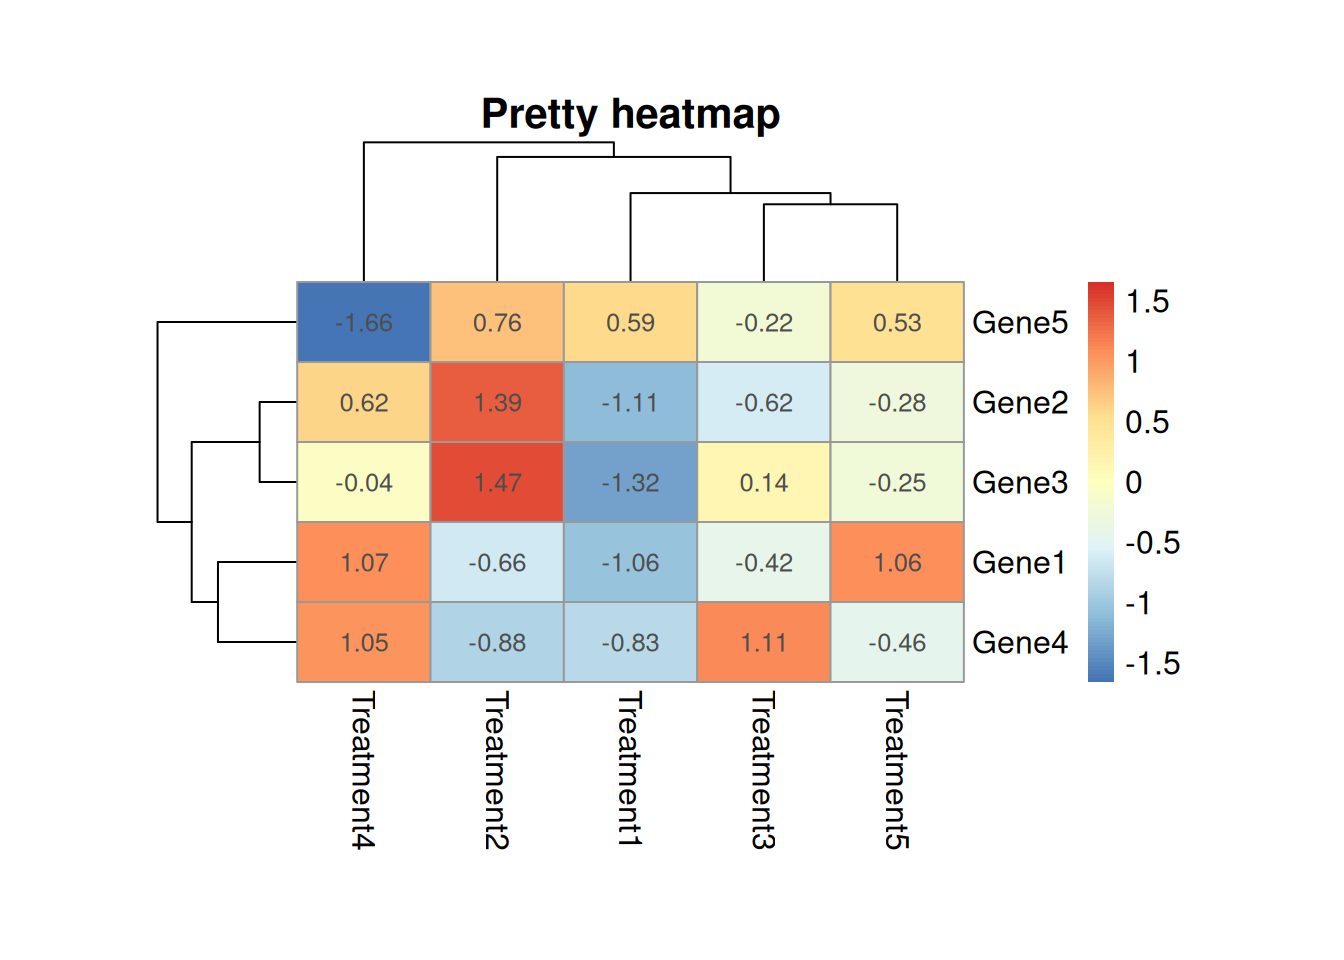 Pretty heatmap
-1.66 0.76 0.59 -0.22 0.53 Gene5
0.62 1.39 -1.11 -0.62 -0.28 Gene2
-0.04 1.47 -1.32 0.14 -0.25 Gene3
1.07 -0.66 -1.06 -0.42 1.06 Gene1
1.05 -0.88 -0.83 1.11 -0.46 Gene4
Treatment4
Treatment2
Treatment1
Treatment3
Treatment5
1.5
1
0.5
0
-0.5
-1
-1.5